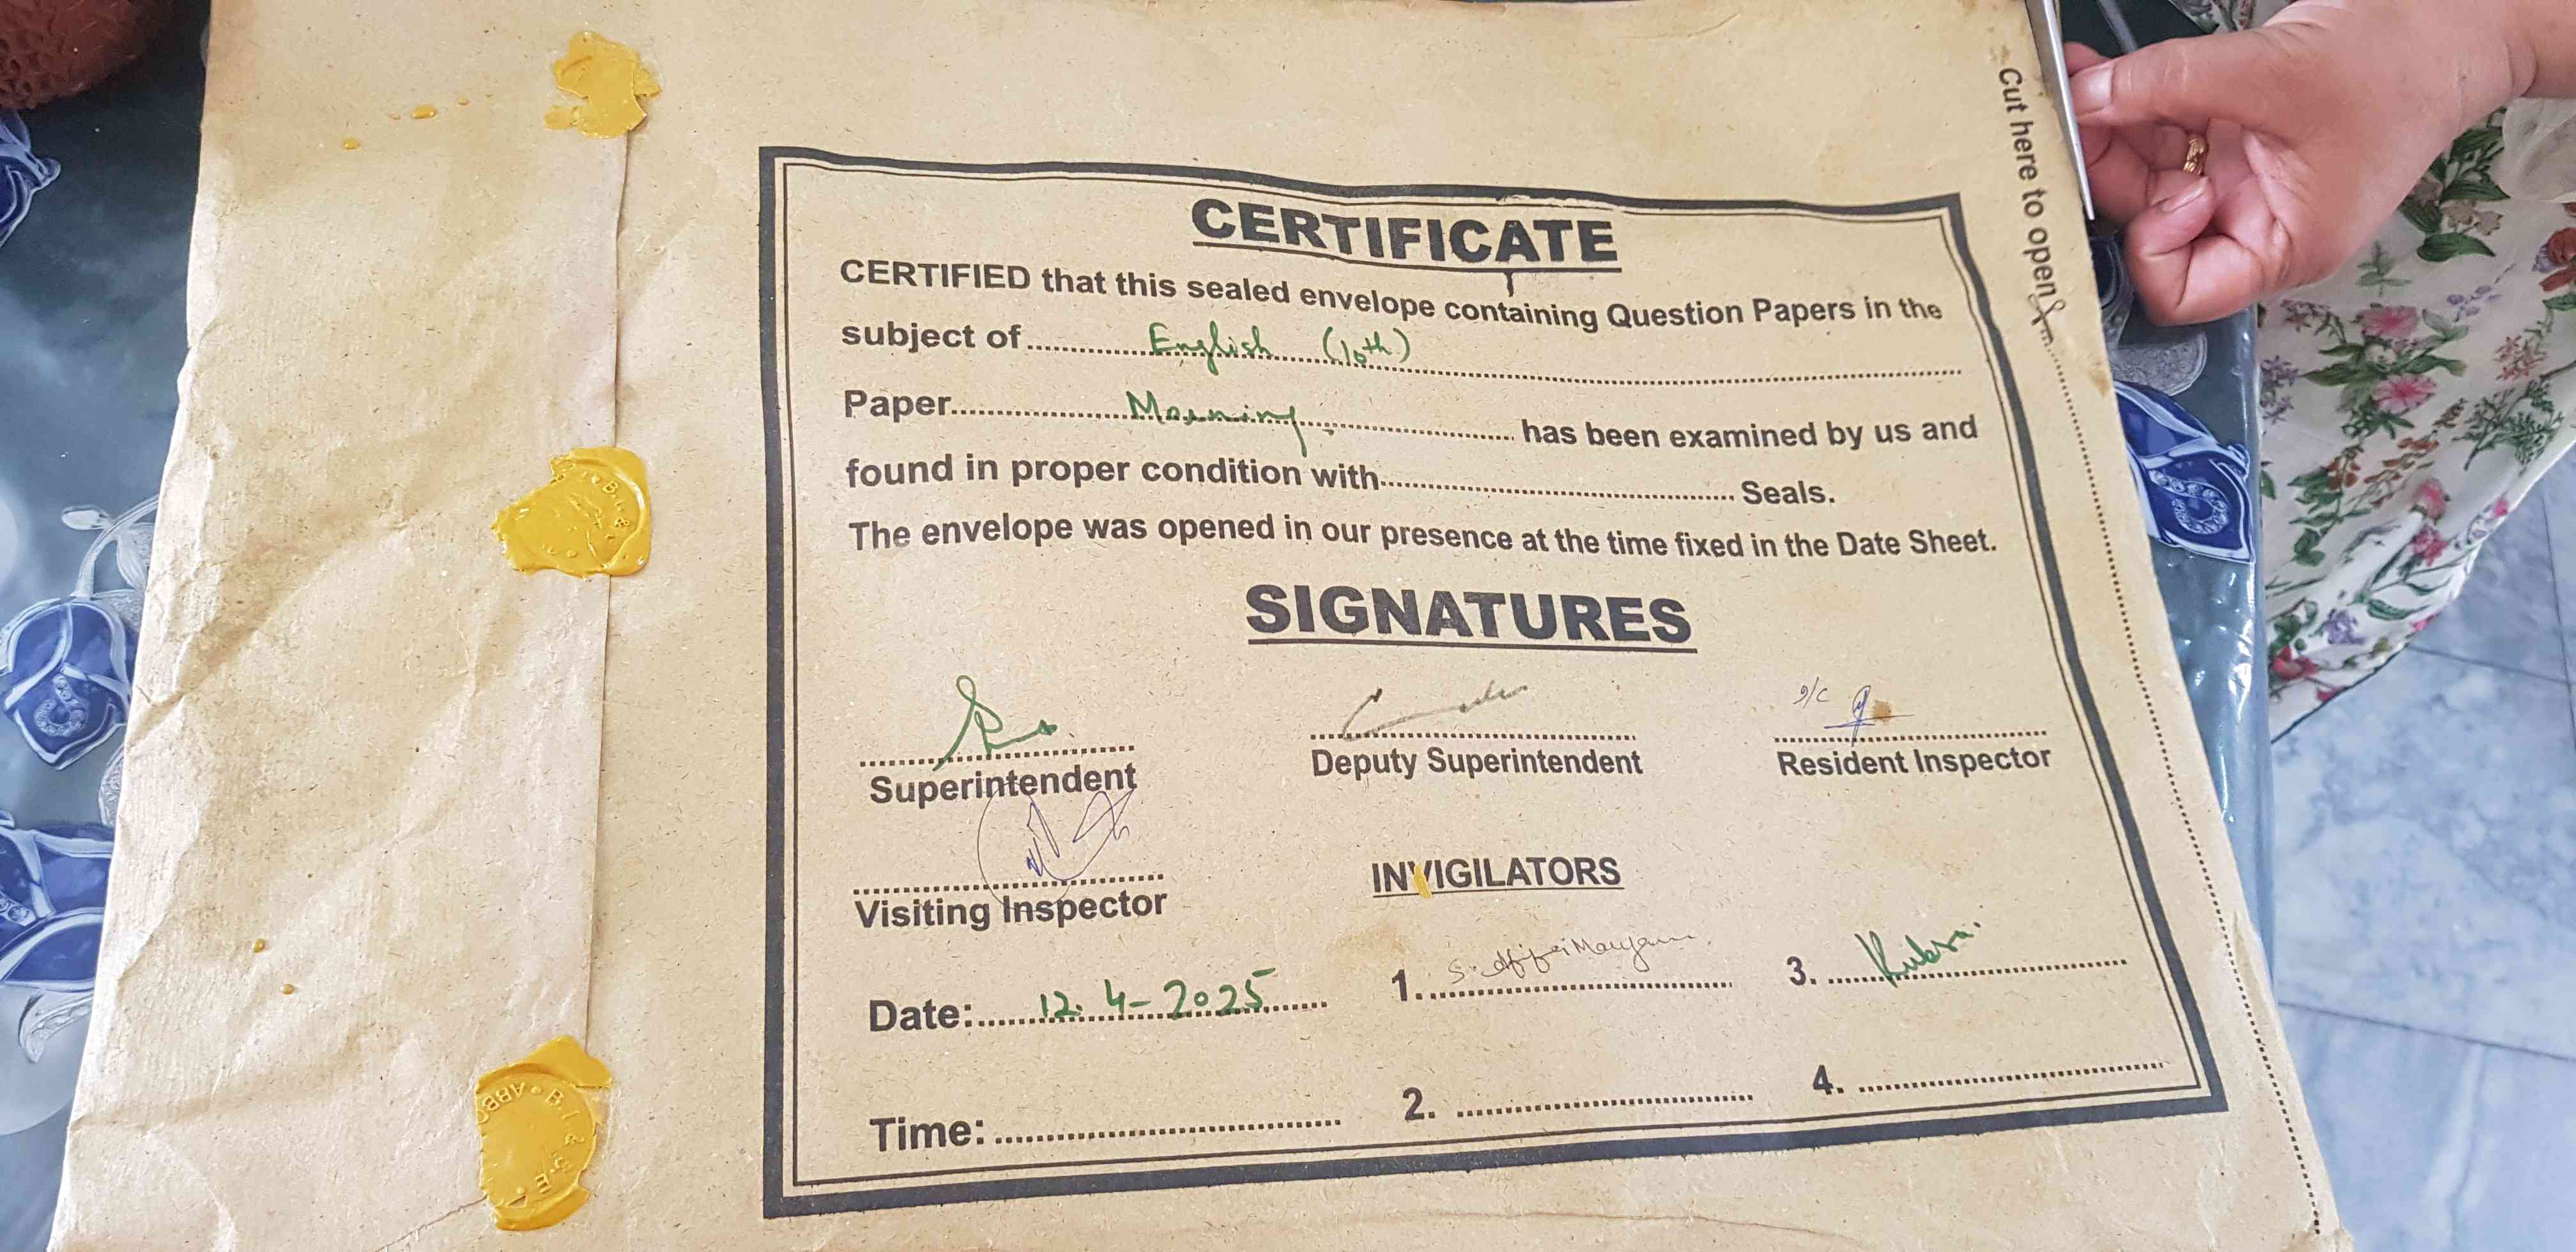 Cut here to open
CERTIFICATE
CERTIFIED that this sealed envelope containing Question Papers in the
subject of English (10th)
Paper Morning has been examined by us and
found in proper condition with Seals.
The envelope was opened in our presence at the time fixed in the Date Sheet.
SIGNATURES
Superintendent
Deputy Superintendent
Resident Inspector
Visiting Inspector
INVIGILATORS
Date: 12.4-2025
1. Maryam
3. Kubra.
Time:
2.
4.
B.I & S.E ABBO